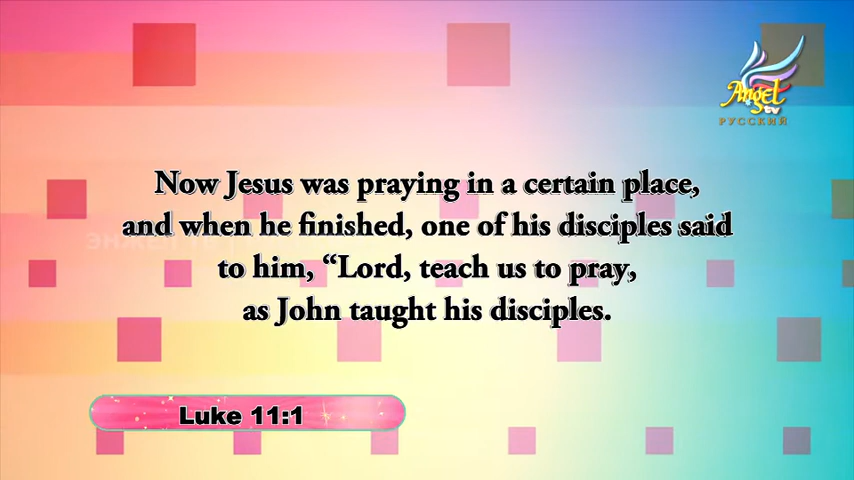 Angel
tv
РУССКИЙ
Now Jesus was praying in a certain place,
and when he finished, one of his disciples said
to him, “Lord, teach us to pray,
as John taught his disciples.
Luke 11:1